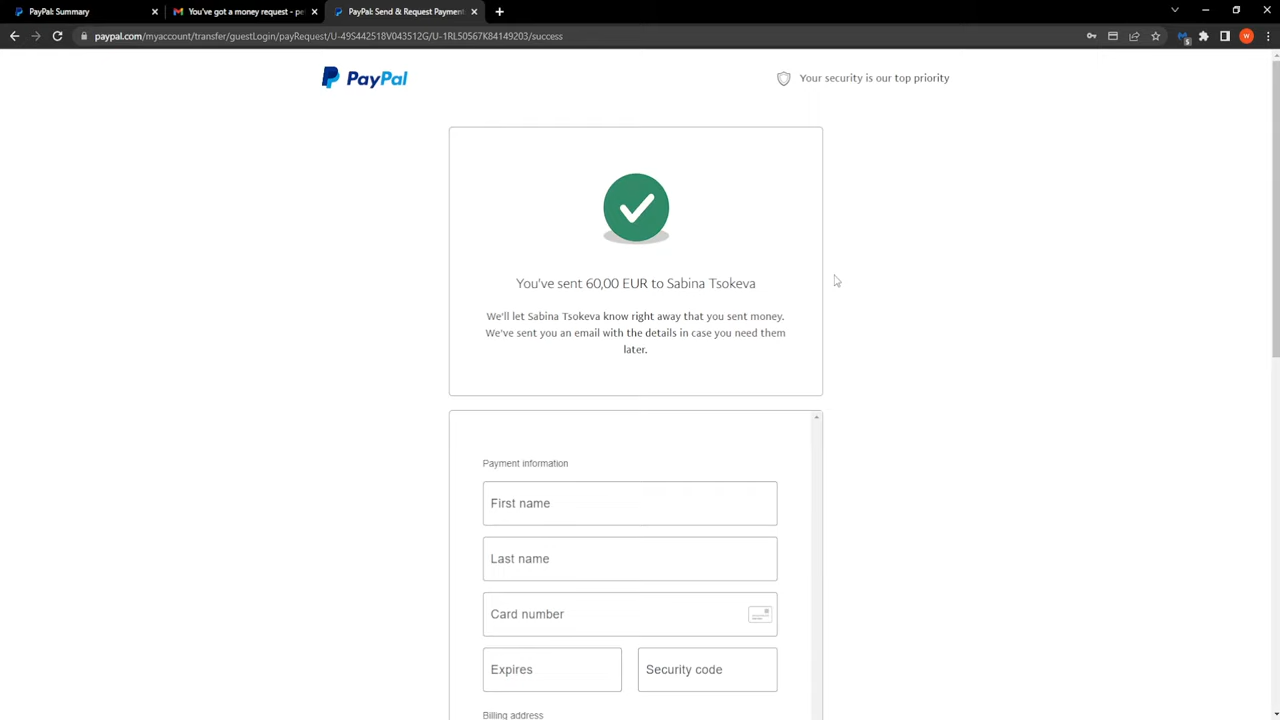 PayPal: Summary
You've got a money request - pe
PayPal: Send & Request Paymen
paypal.com/myaccount/transfer/guestLogin/payRequest/U-49S442518V043512G/U-1RL50567K84149203/success
PayPal
Your security is our top priority
You've sent 60,00 EUR to Sabina Tsokeva
We'll let Sabina Tsokeva know right away that you sent money.
We've sent you an email with the details in case you need them
later.
Payment information
First name
Last name
Card number
Expires
Security code
Billing address